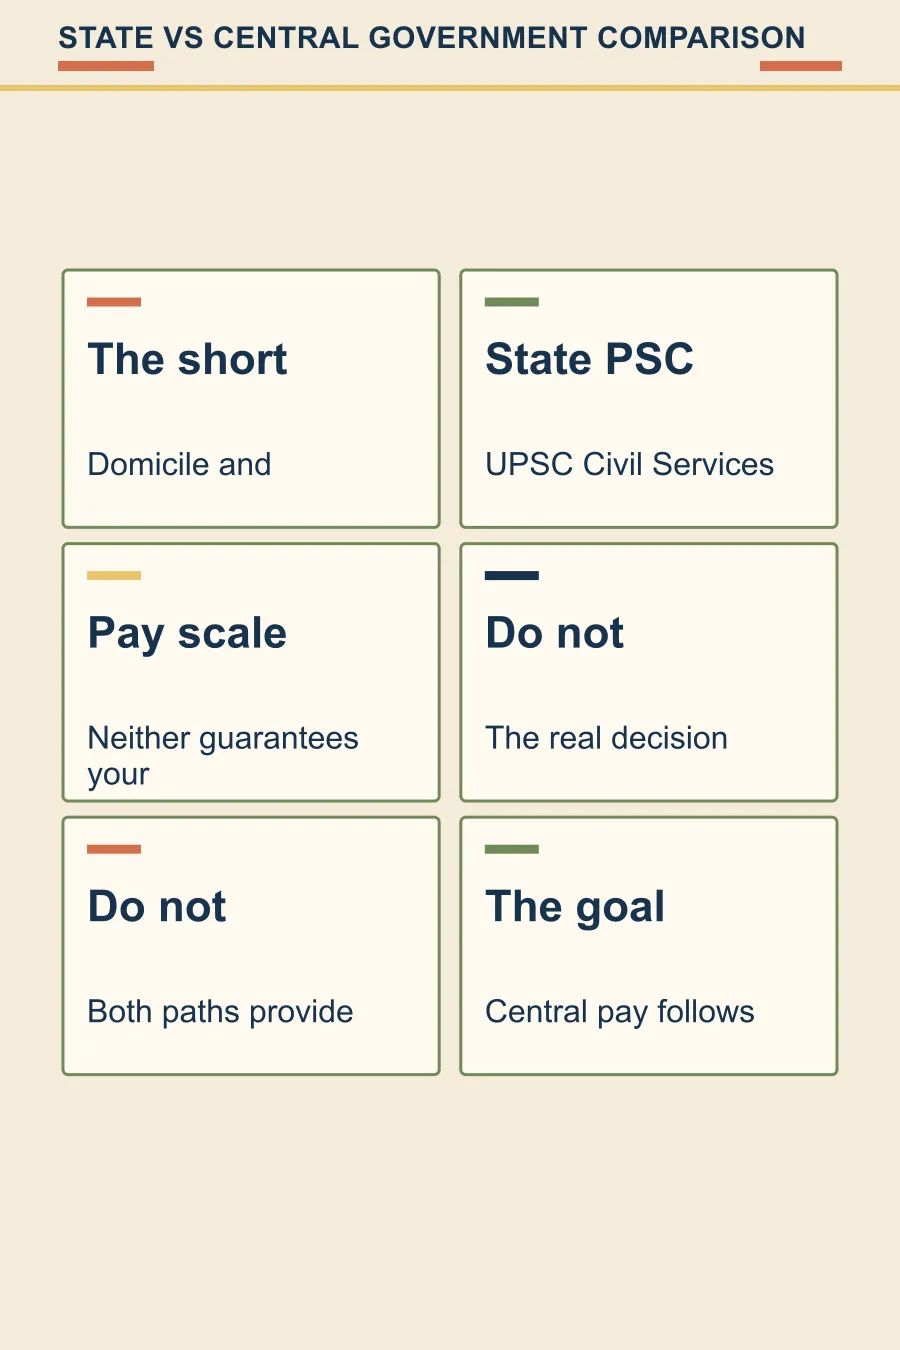 STATE VS CENTRAL GOVERNMENT COMPARISON
The short
Domicile and
State PSC
UPSC Civil Services
Pay scale
Neither guarantees
your
Do not
The real decision
Do not
Both paths provide
The goal
Central pay follows